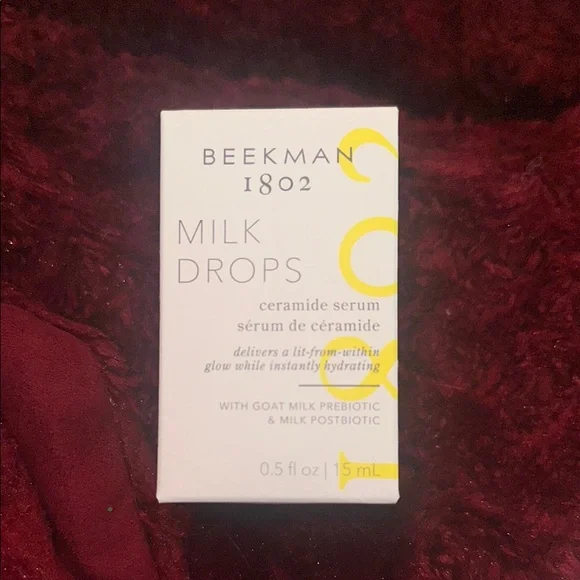 BEEKMAN
1802
MILK
DROPS
ceramide serum
sérum de céramide
delivers a lit-from-within
glow while instantly hydrating
WITH GOAT MILK PREBIOTIC
& MILK POSTBIOTIC
0.5 fl oz | 15 mL
1802